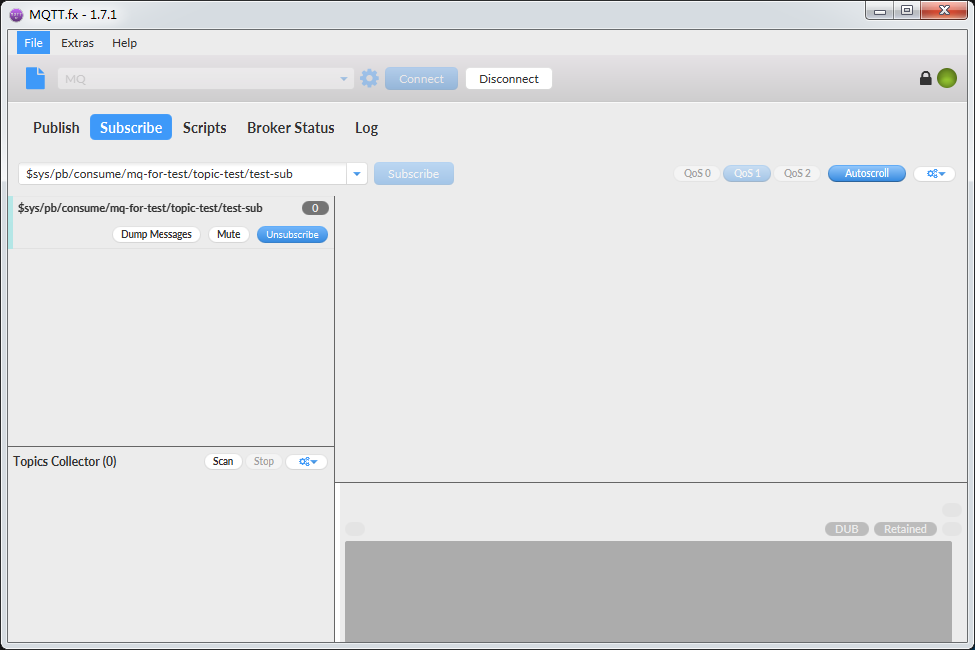 MQTT.fx - 1.7.1
File Extras Help
MQ Connect Disconnect
Publish Subscribe Scripts Broker Status Log
$sys/pb/consume/mq-for-test/topic-test/test-sub Subscribe QoS 0 QoS 1 QoS 2 Autoscroll
$sys/pb/consume/mq-for-test/topic-test/test-sub 0
Dump Messages Mute Unsubscribe
Topics Collector (0) Scan Stop
DUB Retained